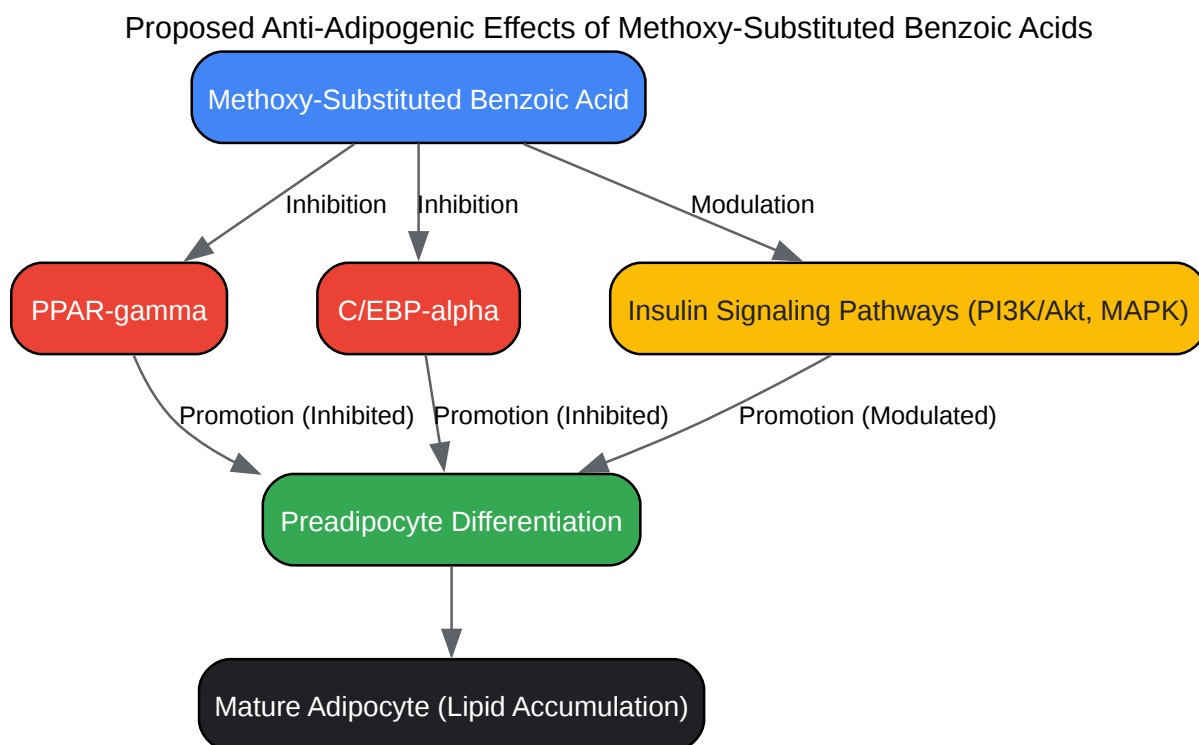 Proposed Anti-Adipogenic Effects of Methoxy-Substituted Benzoic Acids
Methoxy-Substituted Benzoic Acid
Inhibition
Inhibition
Modulation
PPAR-gamma
C/EBP-alpha
Insulin Signaling Pathways (PI3K/Akt, MAPK)
Promotion (Inhibited)
Promotion (Inhibited)
Promotion (Modulated)
Preadipocyte Differentiation
Mature Adipocyte (Lipid Accumulation)